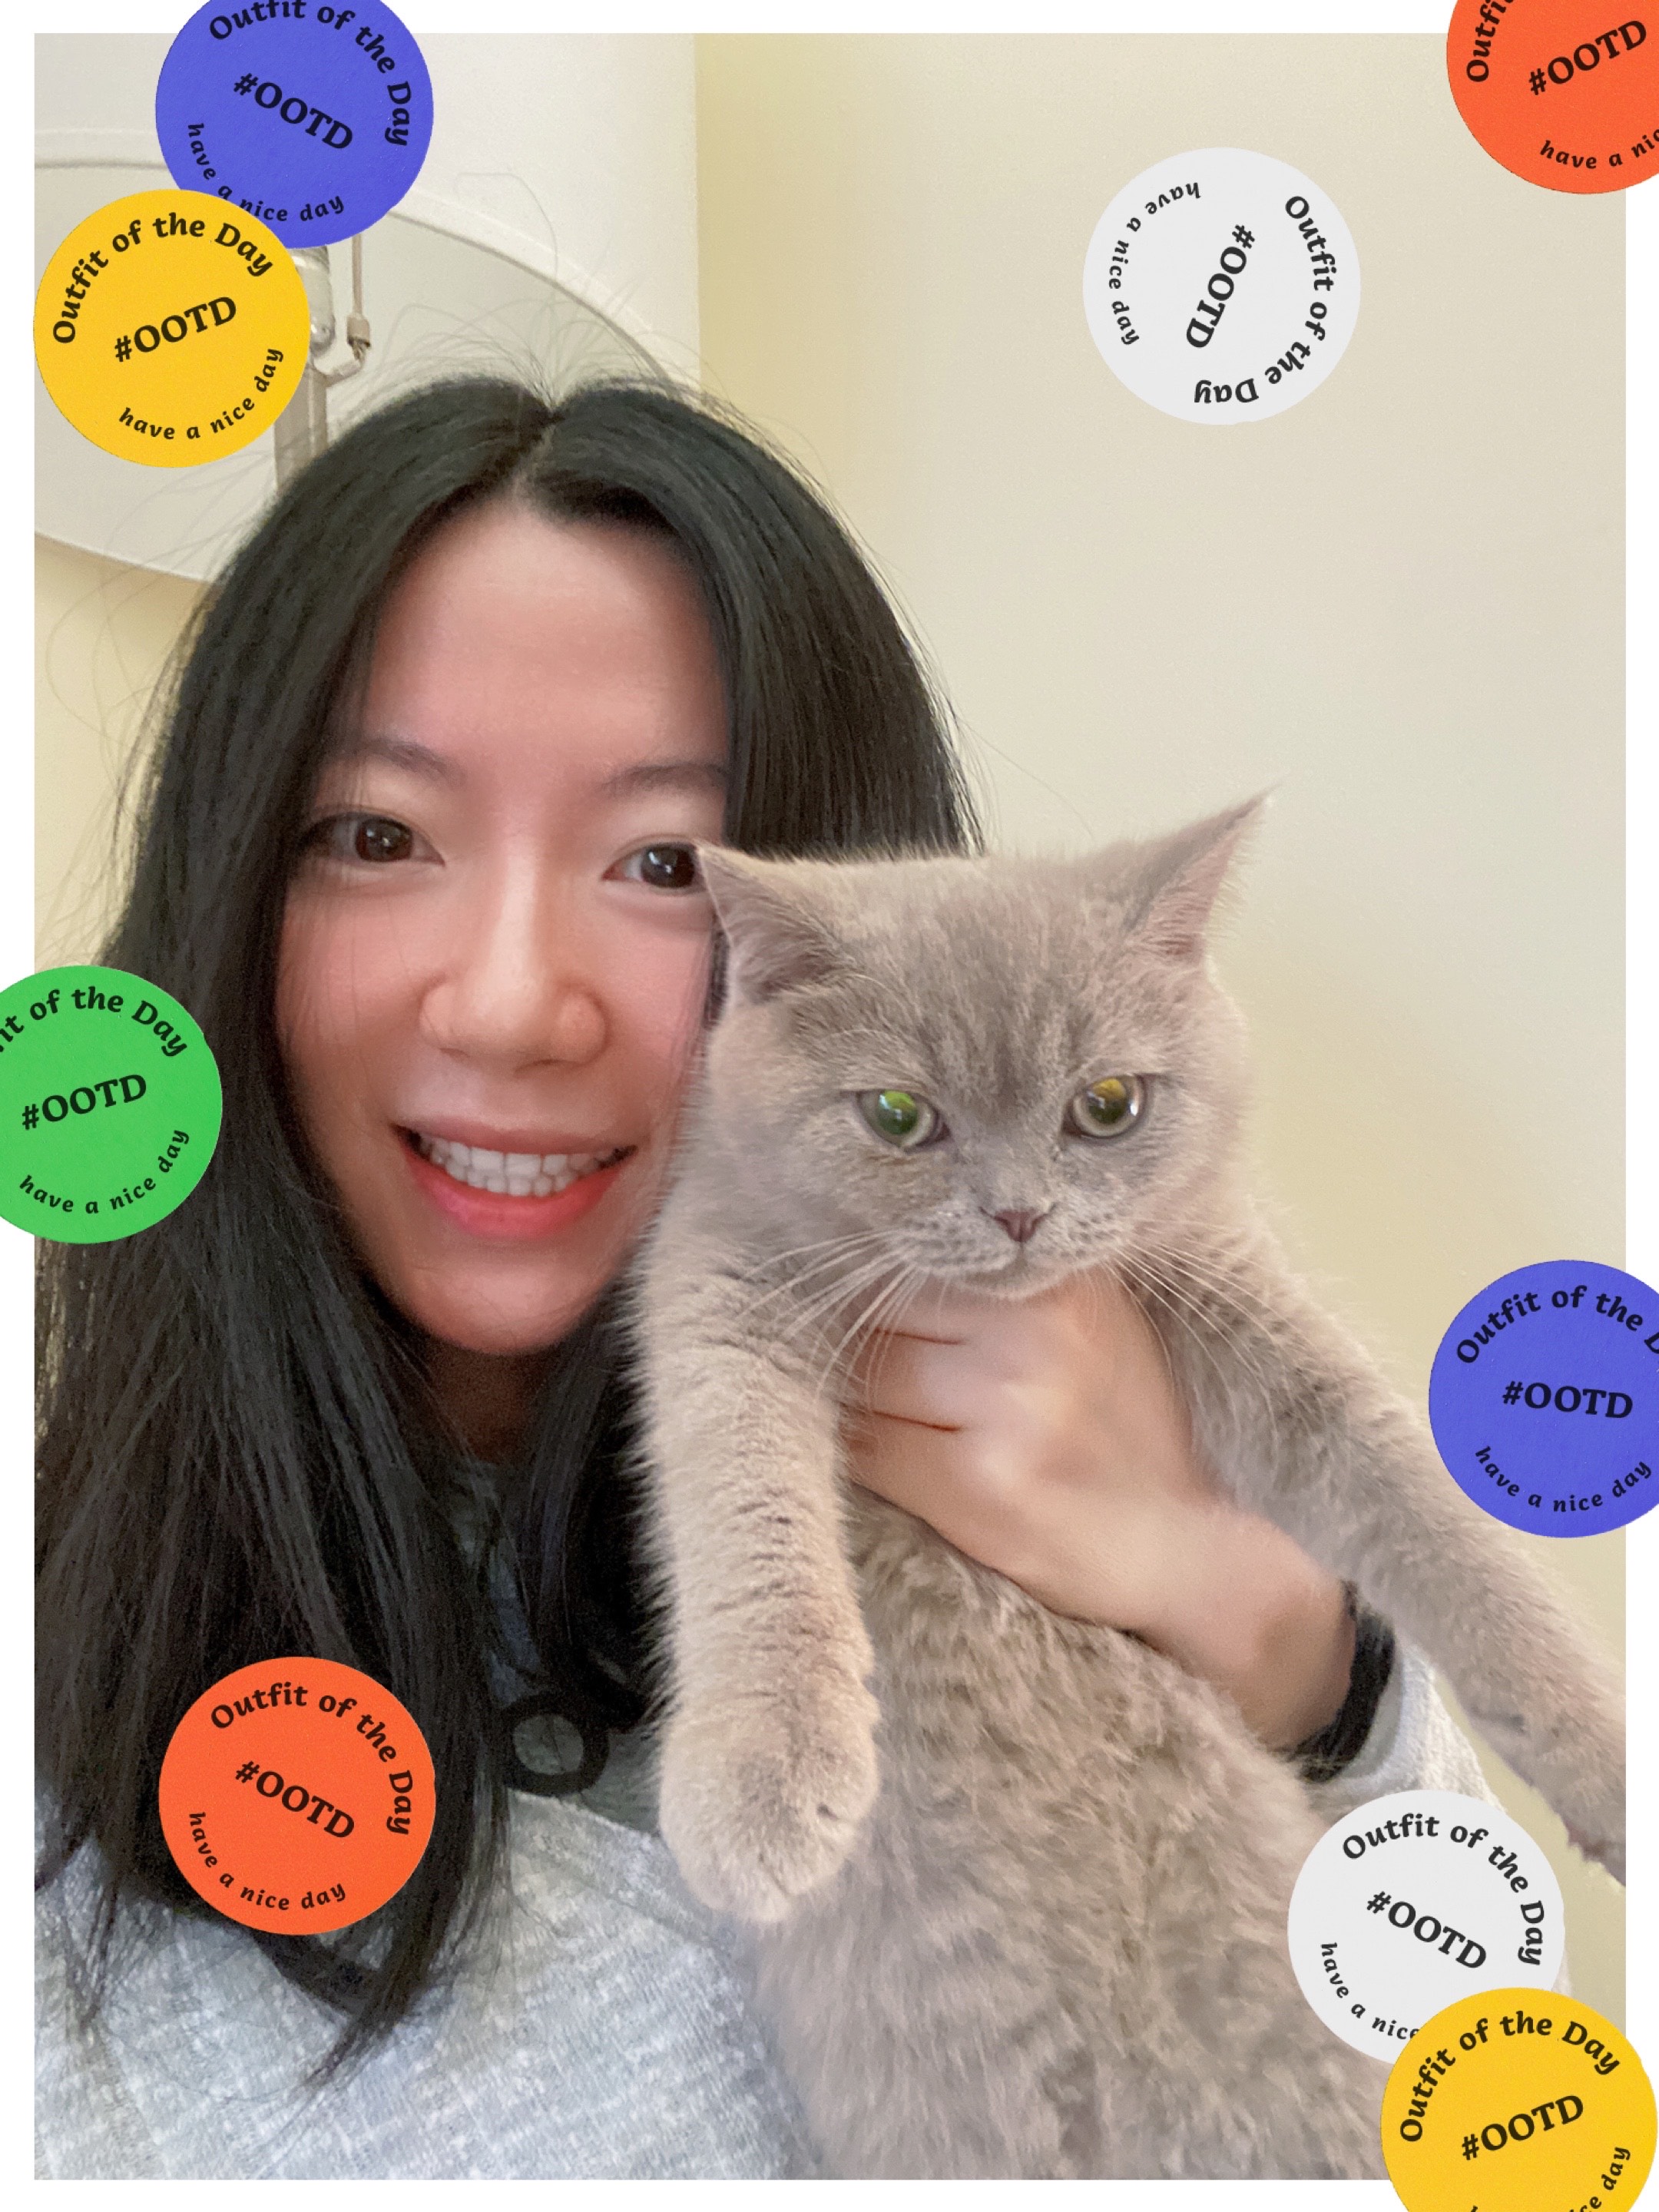 Outfit of the Day
#OOTD
have a nice day
Outfit
#OOTD
have a nic
Outfit of the Day
#OOTD
have a nice day
Outfit of the Day
#OOTD
have a nice day
of the Day
#OOTD
have a nice day
Outfit of the D
#OOTD
have a nice day
Outfit of the Day
#OOTD
have a nice day
Outfit of the Day
#OOTD
have a nice
Outfit of the Day
#OOTD
day